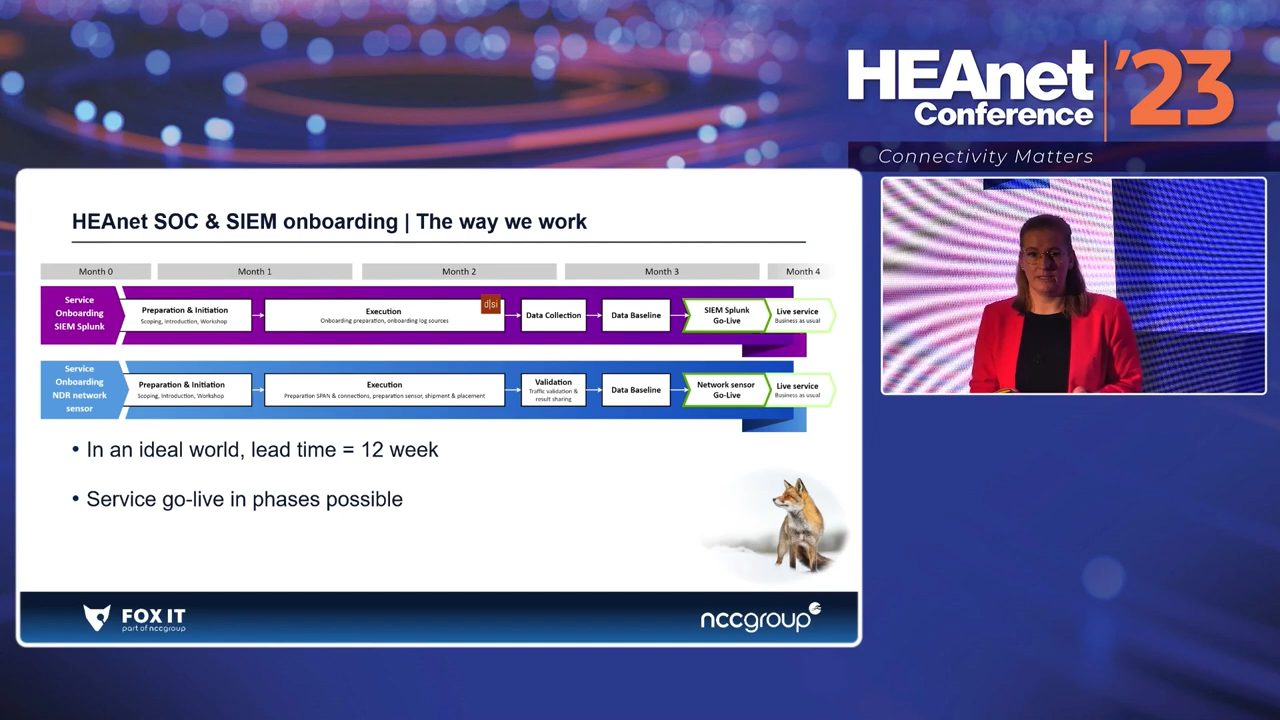 HEAnet
Conference
'23
Connectivity Matters
HEAnet SOC & SIEM onboarding | The way we work
Month 0
Month 1
Month 2
Month 3
Month 4
Service
Onboarding
SIEM Splunk
Preparation & Initiation
Scoping, Introduction, Workshop
Execution
Onboarding preparation, onboarding log sources
d|si
Data Collection
Data Baseline
SIEM Splunk
Go-Live
Live service
Business as usual
Service
Onboarding
NDR network
sensor
Preparation & Initiation
Scoping, Introduction, Workshop
Execution
Preparation SPAN & connections, preparation sensor, shipment & placement
Validation
Traffic validation &
result sharing
Data Baseline
Network sensor
Go-Live
Live service
Business as usual
• In an ideal world, lead time = 12 week
• Service go-live in phases possible
FOX IT
part of nccgroup
nccgroup